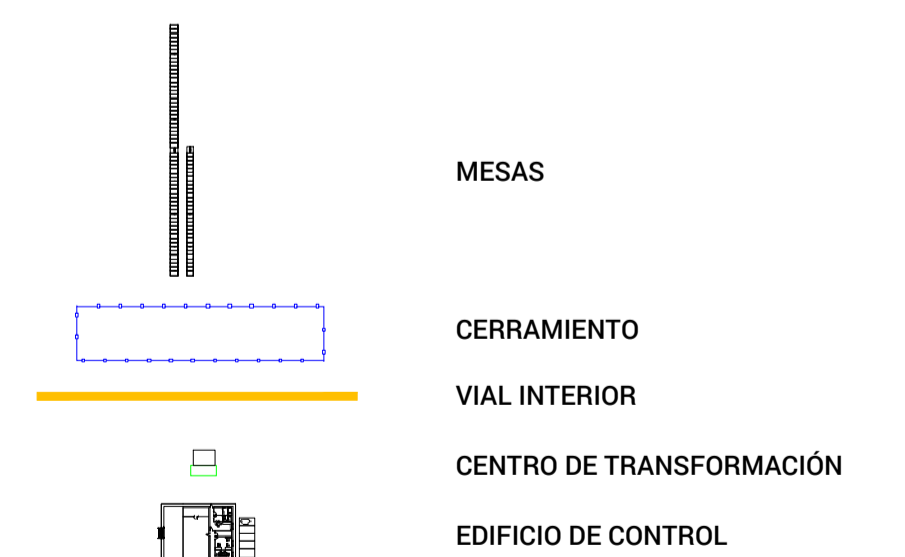 MESAS
CERRAMIENTO
VIAL INTERIOR
CENTRO DE TRANSFORMACIÓN
EDIFICIO DE CONTROL